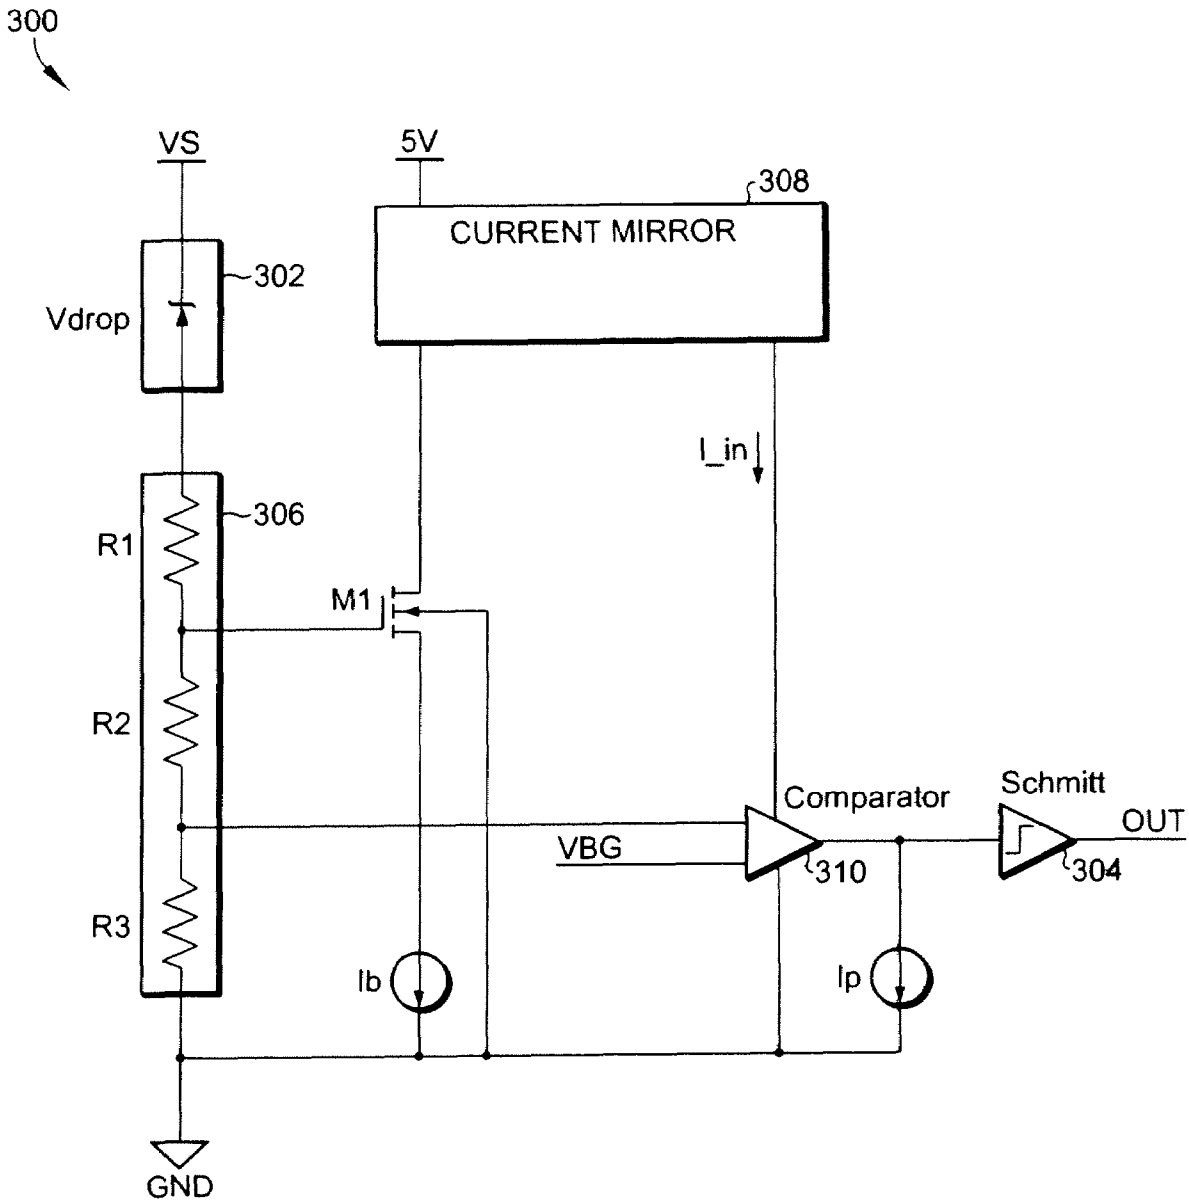 300
VS
5V
308
CURRENT MIRROR
302
Vdrop
I_in
306
R1
M1
R2
Schmitt
Comparator
OUT
VBG
310
304
R3
Ib
Ip
GND